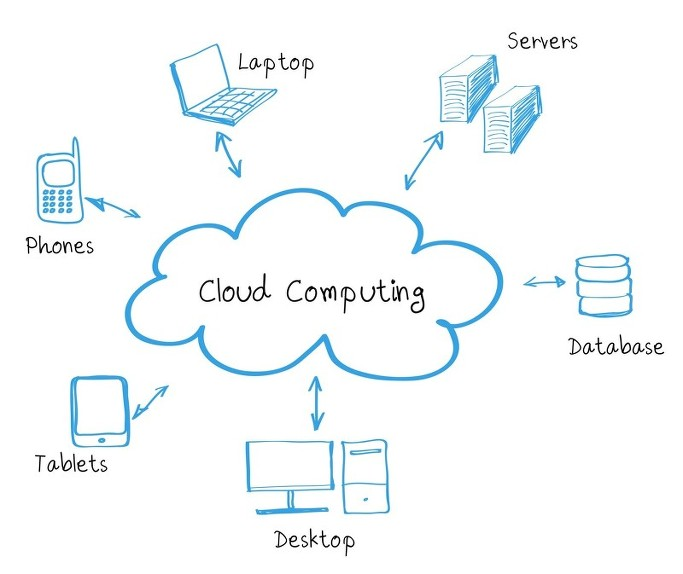 Servers
Laptop
Phones
Cloud Computing
Database
Tablets
Desktop